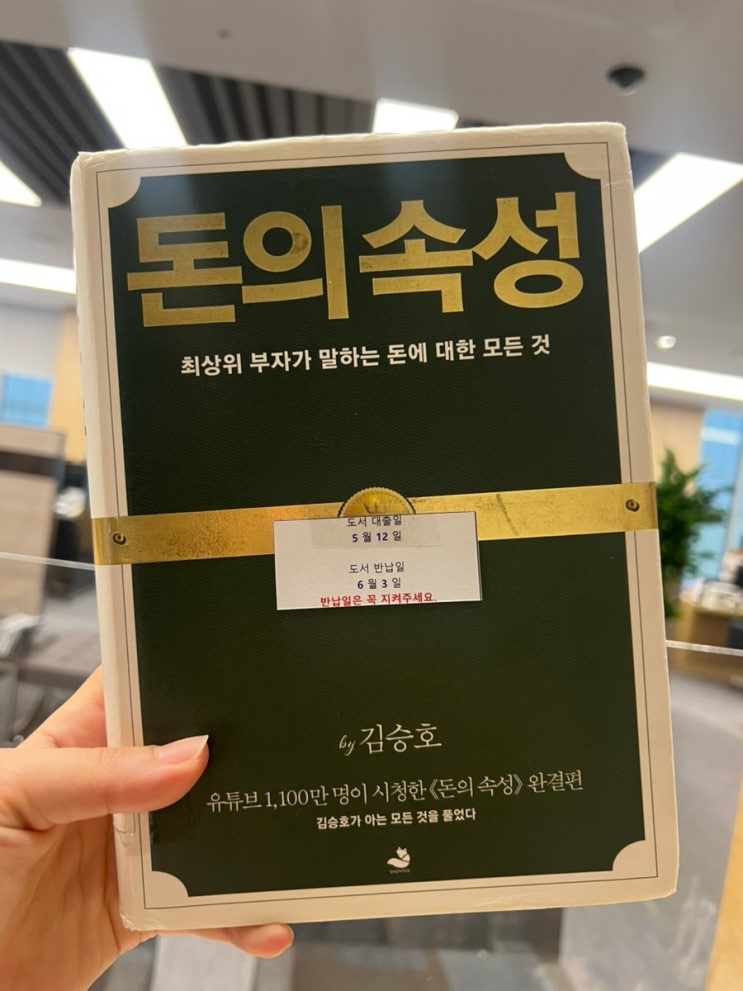 돈의 속성
최상위 부자가 말하는 돈에 대한 모든 것
도서 대출일
5 월 12 일
도서 반납일
6 월 3 일
반납일은 꼭 지켜주세요.
by 김승호
유튜브 1,100만 명이 시청한 《돈의 속성》 완결편
김승호가 아는 모든 것을 풀었다